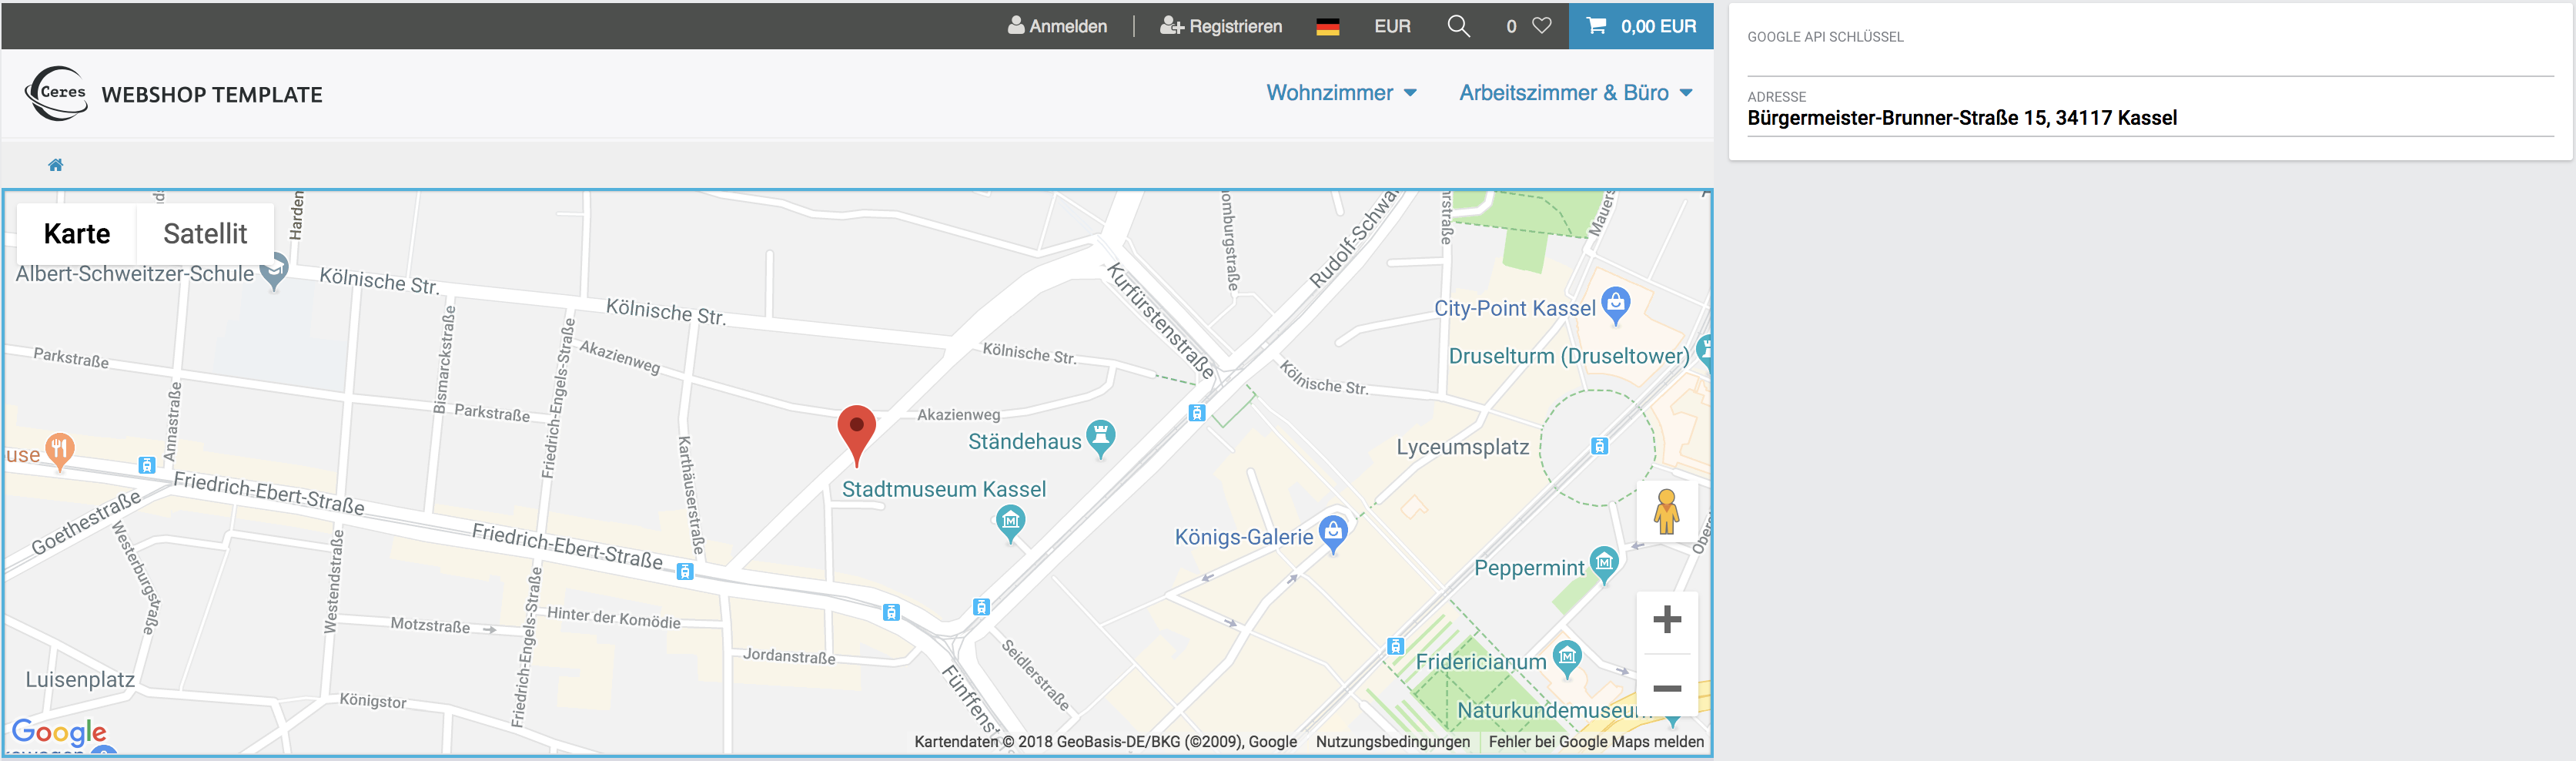 Anmelden
Registrieren
EUR
0
0,00 EUR
Ceres WEBSHOP TEMPLATE
Wohnzimmer
Arbeitszimmer & Büro
GOOGLE API SCHLÜSSEL
ADRESSE
Bürgermeister-Brunner-Straße 15, 34117 Kassel
Karte
Satellit
Albert-Schweitzer-Schule
Harden
Kölnische Str.
Kölnische Str.
Kölnische Str.
Kölnische Str.
Kurfürstenstraße
Rudolf-Schwa
omburgstraße
Mauers
City-Point Kassel
Druselturm (Druseltower)
Parkstraße
Parkstraße
Annastraße
Bismarckstraße
Friedrich-Engels-Straße
Akazienweg
Akazienweg
Karthäuserstraße
Ständehaus
Stadtmuseum Kassel
Lyceumsplatz
use
Goethestraße
Friedrich-Ebert-Straße
Friedrich-Ebert-Straße
Westerburgstraße
Westendstraße
Königs-Galerie
Peppermint
Obers
Motzstraße
Hinter der Komödie
Friedrich-Engels-Straße
Jordanstraße
Seidlerstraße
Fünffenst
Fridericianum
Naturkundemuseu
Luisenplatz
Königstor
Google
Kartendaten © 2018 GeoBasis-DE/BKG (©2009), Google
Nutzungsbedingungen
Fehler bei Google Maps melden